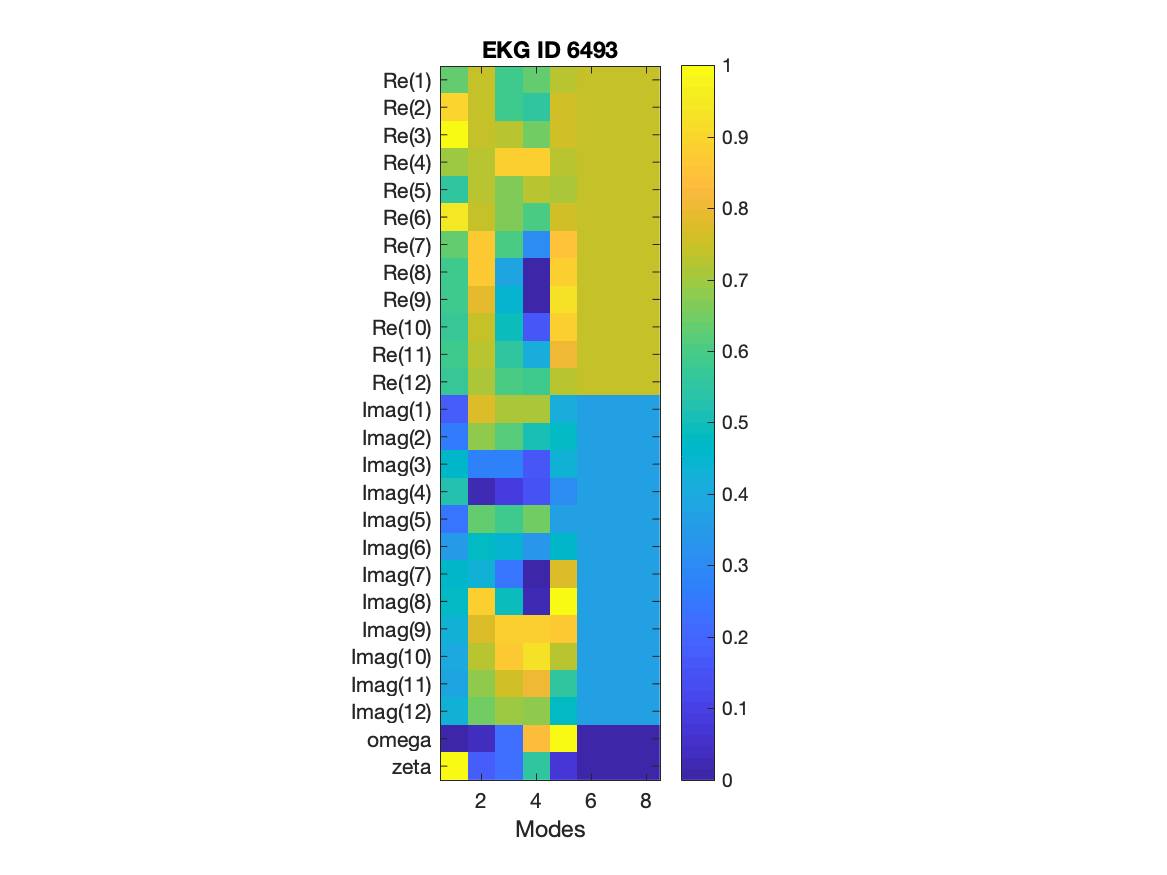 EKG ID 6493
Re(1)
Re(2)
Re(3)
Re(4)
Re(5)
Re(6)
Re(7)
Re(8)
Re(9)
Re(10)
Re(11)
Re(12)
Imag(1)
Imag(2)
Imag(3)
Imag(4)
Imag(5)
Imag(6)
Imag(7)
Imag(8)
Imag(9)
Imag(10)
Imag(11)
Imag(12)
omega
zeta
2 4 6 8
Modes
1
0.9
0.8
0.7
0.6
0.5
0.4
0.3
0.2
0.1
0